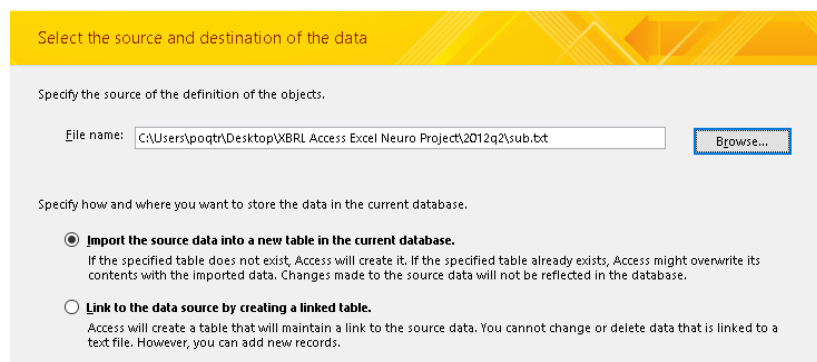 Select the source and destination of the data
Specify the source of the definition of the objects.
File name: C:\Users\poqtr\Desktop\XBRL Access Excel Neuro Project\2012q2\sub.txt Browse...
Specify how and where you want to store the data in the current database.
Import the source data into a new table in the current database.
If the specified table does not exist, Access will create it. If the specified table already exists, Access might overwrite its
contents with the imported data. Changes made to the source data will not be reflected in the database.
Link to the data source by creating a linked table.
Access will create a table that will maintain a link to the source data. You cannot change or delete data that is linked to a
text file. However, you can add new records.